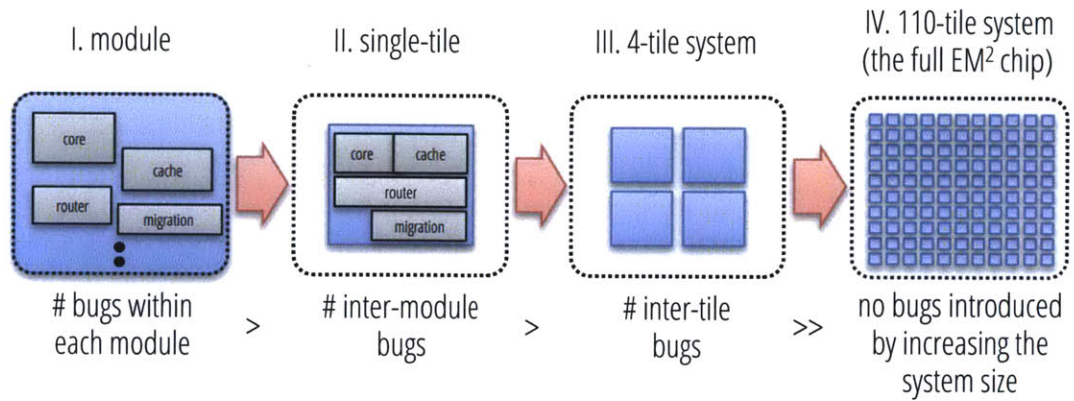 I. module
II. single-tile
III. 4-tile system
IV. 110-tile system
(the full EM² chip)
core
cache
router
migration
core
cache
router
migration
# bugs within
each module
>
# inter-module
bugs
>
# inter-tile
bugs
>>
no bugs introduced
by increasing the
system size